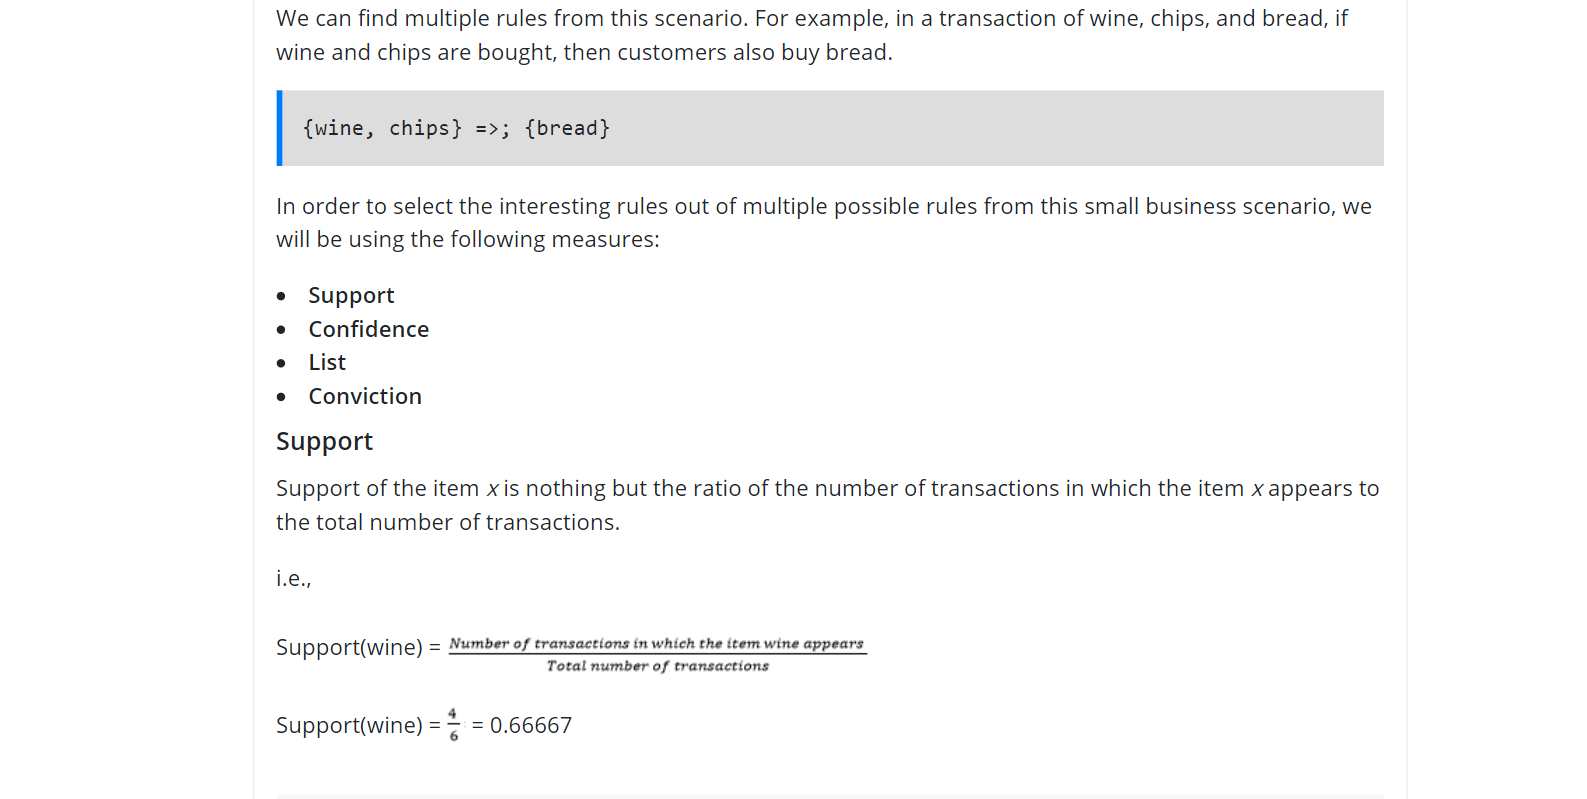 We can find multiple rules from this scenario. For example, in a transaction of wine, chips, and bread, if
wine and chips are bought, then customers also buy bread.
{wine, chips} =>; {bread}
In order to select the interesting rules out of multiple possible rules from this small business scenario, we
will be using the following measures:
• Support
• Confidence
• List
• Conviction
Support
Support of the item x is nothing but the ratio of the number of transactions in which the item x appears to
the total number of transactions.
i.e.,
Support(wine) = Number of transactions in which the item wine appears
Total number of transactions
Support(wine) = 4/6 = 0.66667